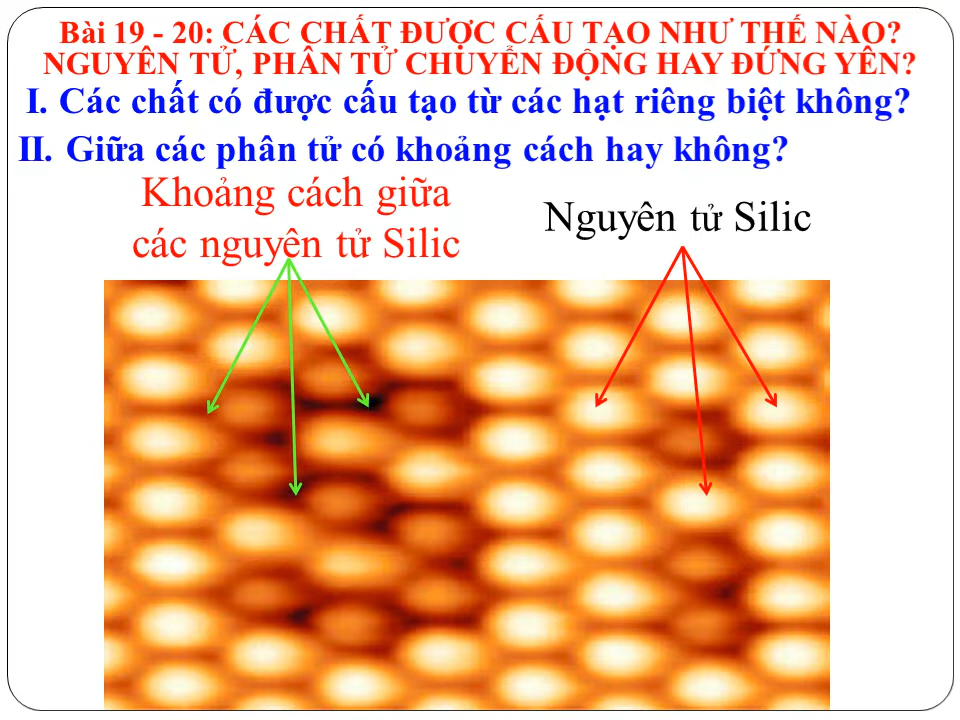 Bài 19 - 20: CÁC CHẤT ĐƯỢC CẤU TẠO NHƯ THẾ NÀO?
NGUYÊN TỬ, PHÂN TỬ CHUYỂN ĐỘNG HAY ĐỨNG YÊN?
I. Các chất có được cấu tạo từ các hạt riêng biệt không?
II. Giữa các phân tử có khoảng cách hay không?
Khoảng cách giữa
các nguyên tử Silic
Nguyên tử Silic